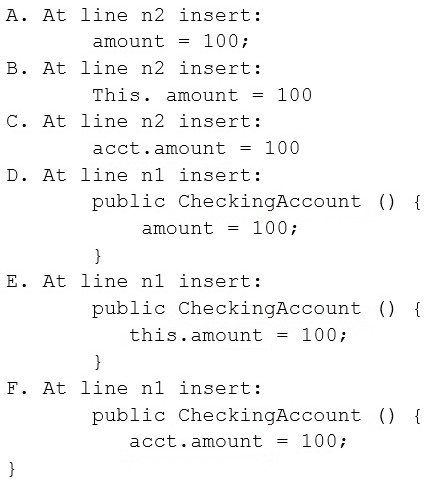 A. At line n2 insert:
amount = 100;
B. At line n2 insert:
This. amount = 100
C. At line n2 insert:
acct.amount = 100
D. At line n1 insert:
public CheckingAccount () {
amount = 100;
}
E. At line n1 insert:
public CheckingAccount () {
this.amount = 100;
}
F. At line n1 insert:
public CheckingAccount () {
acct.amount = 100;
}